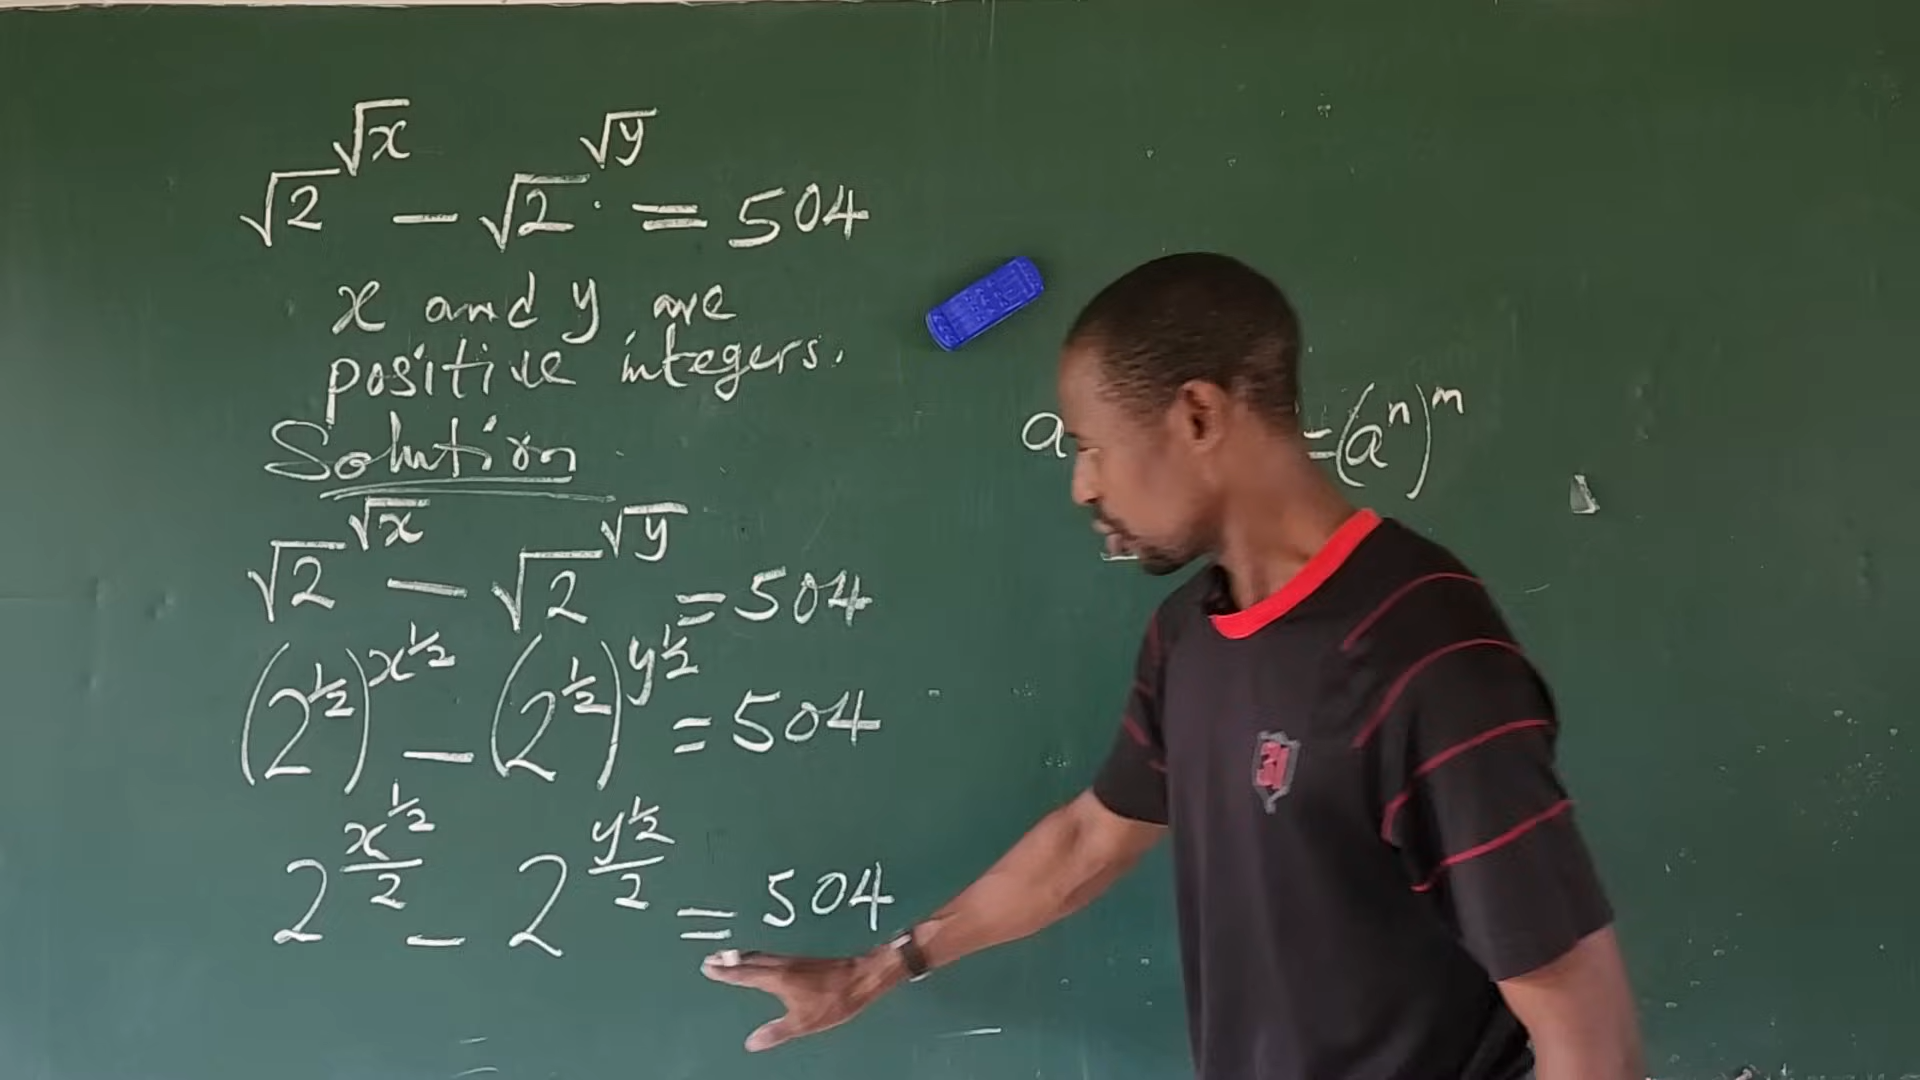 √2^√x − √2^√y = 504
x and y are
positive integers.
Solution
√2^√x − √2^√y = 504
(2^½)^x^½ − (2^½)^y^½ = 504
2^(x^½/2) − 2^(y^½/2) = 504
a
=(aⁿ)ᵐ